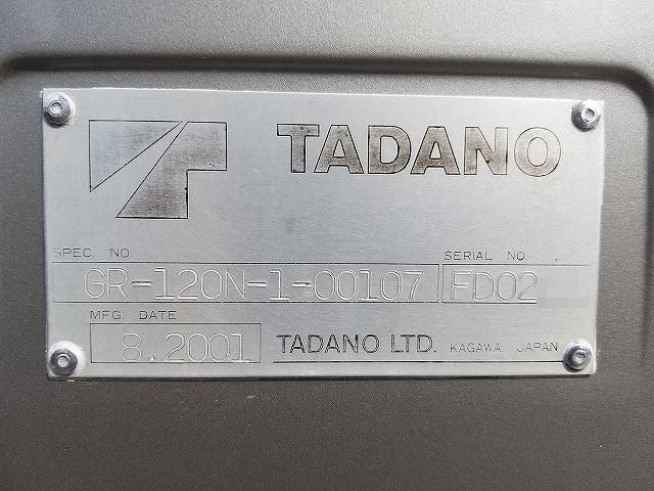 TADANO
SPEC. NO SERIAL NO.
GR-120N-1-00107 FD02
MFG. DATE
8.2001 TADANO LTD. KAGAWA JAPAN